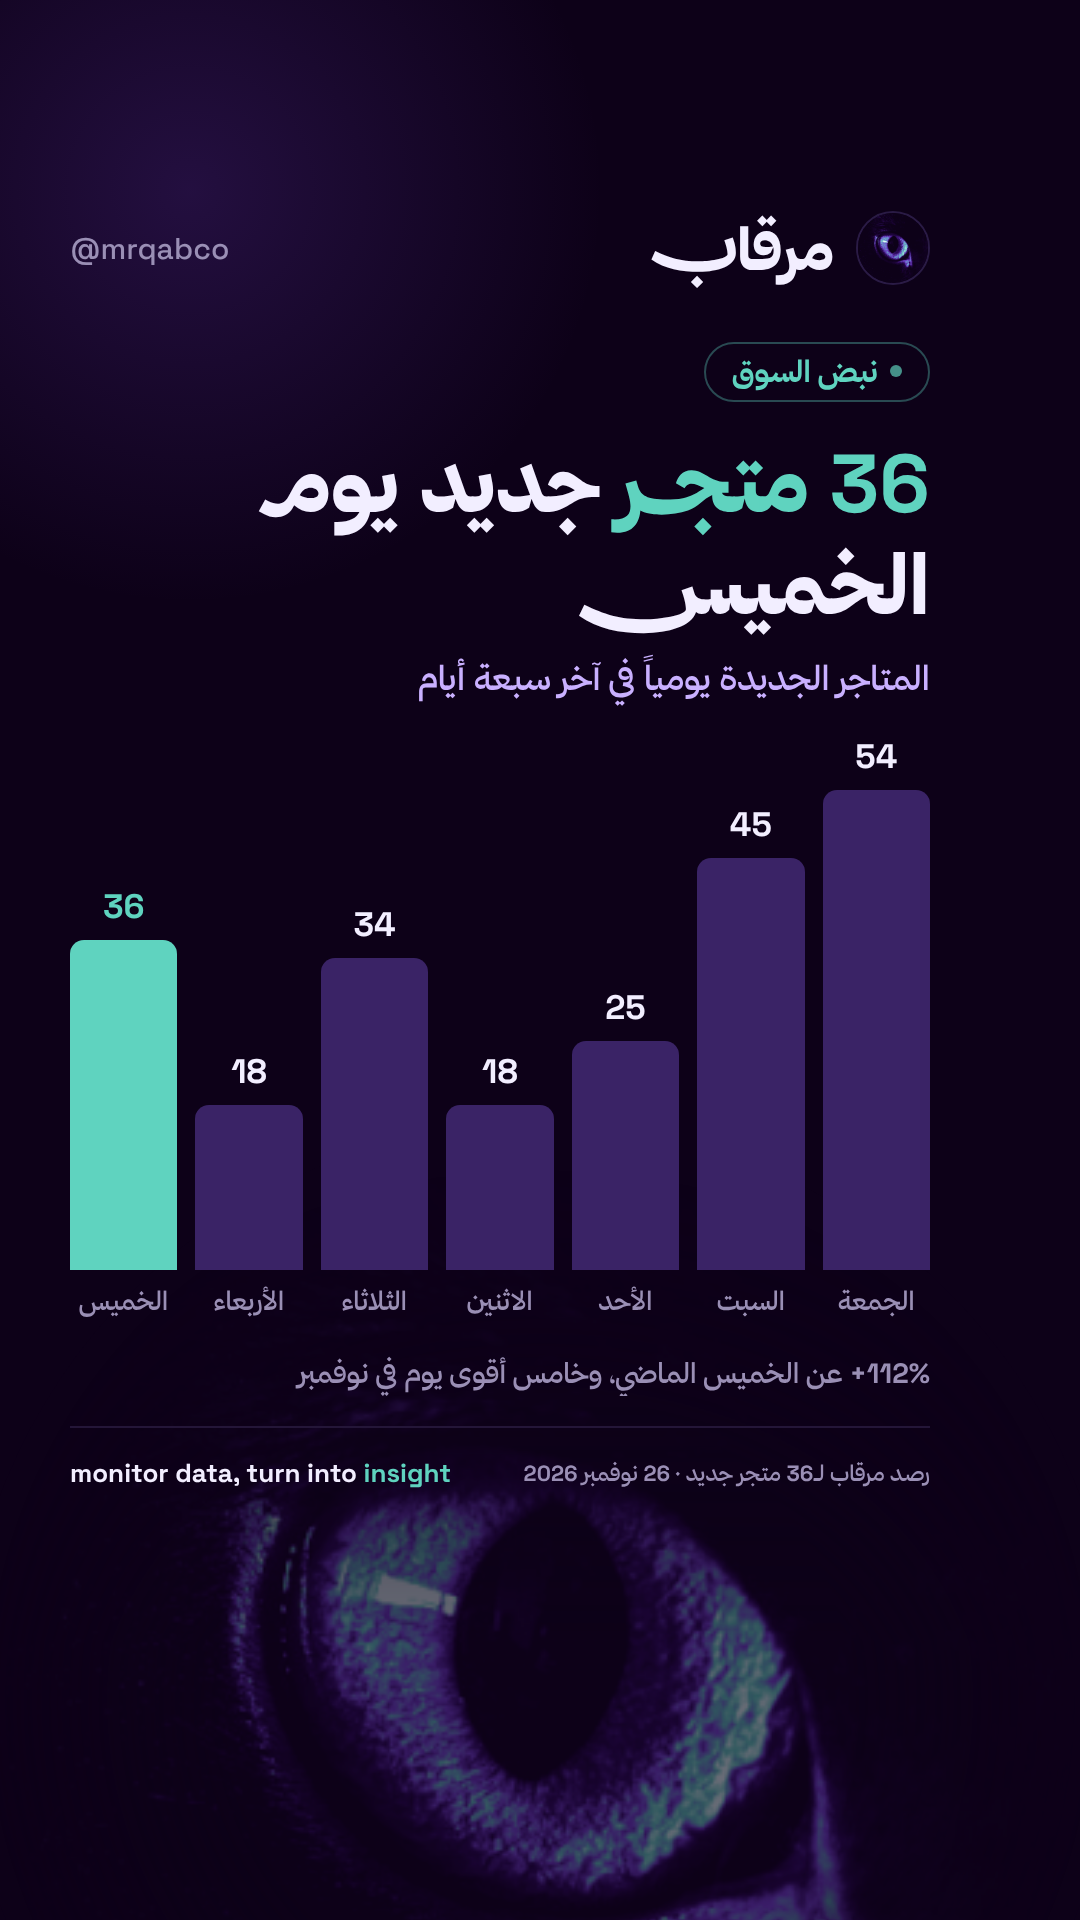 مرقاب
@mrqabco
نبض السوق
36 متجر جديد يوم
الخميس
المتاجر الجديدة يومياً في آخر سبعة أيام
54
45
25
18
34
18
36
الجمعة
السبت
الأحد
الاثنين
الثلاثاء
الأربعاء
الخميس
+112% عن الخميس الماضي، وخامس أقوى يوم في نوفمبر
رصد مرقاب لـ36 متجر جديد · 26 نوفمبر 2026
monitor data, turn into insight